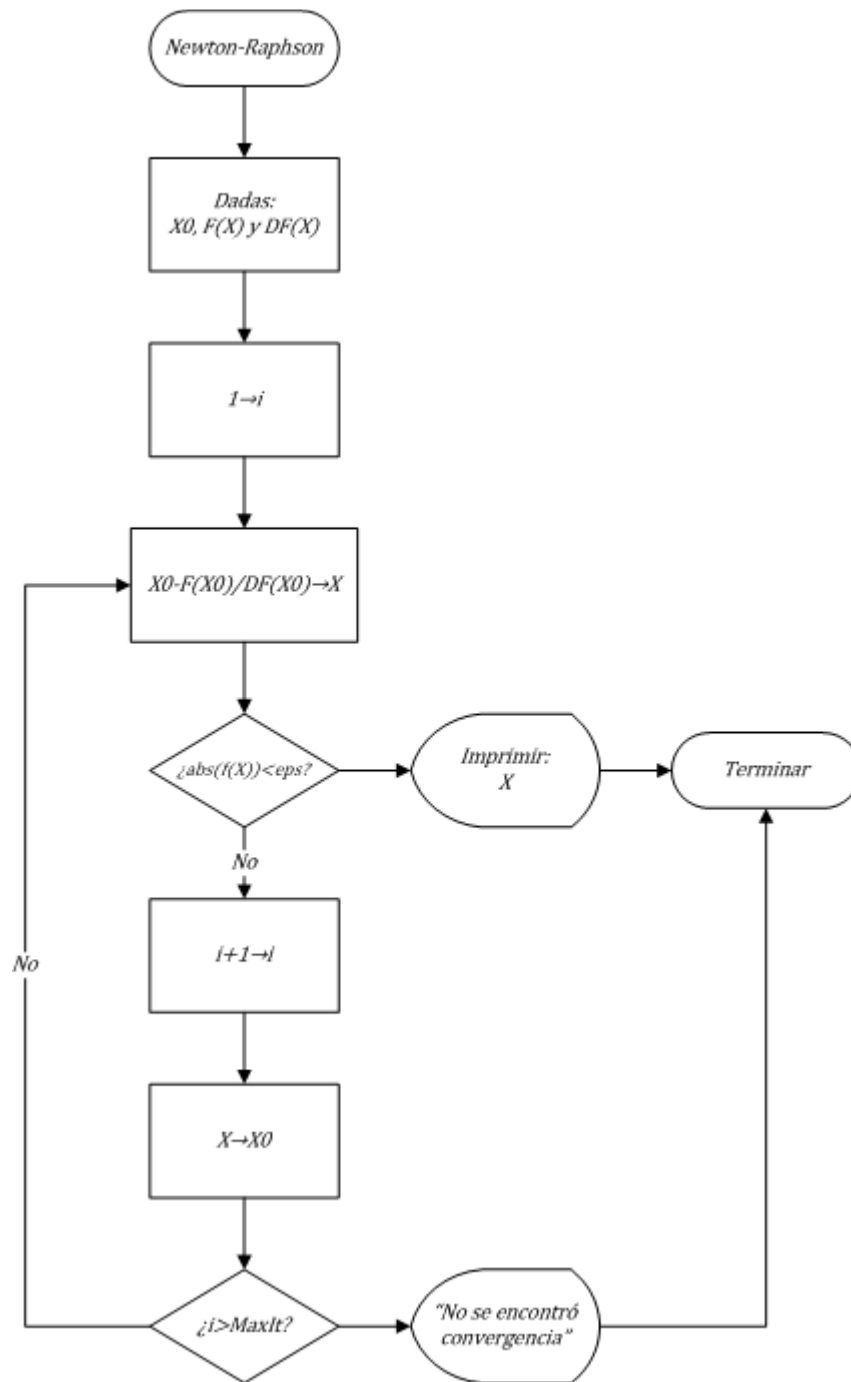 Newton-Raphson
Dadas:
X0, F(X) y DF(X)
1→i
X0-F(X0)/DF(X0)→X
¿abs(f(X))<eps?
Imprimir:
X
Terminar
No
i+1→i
No
X→X0
¿i>MaxIt?
“No se encontró
convergencia”